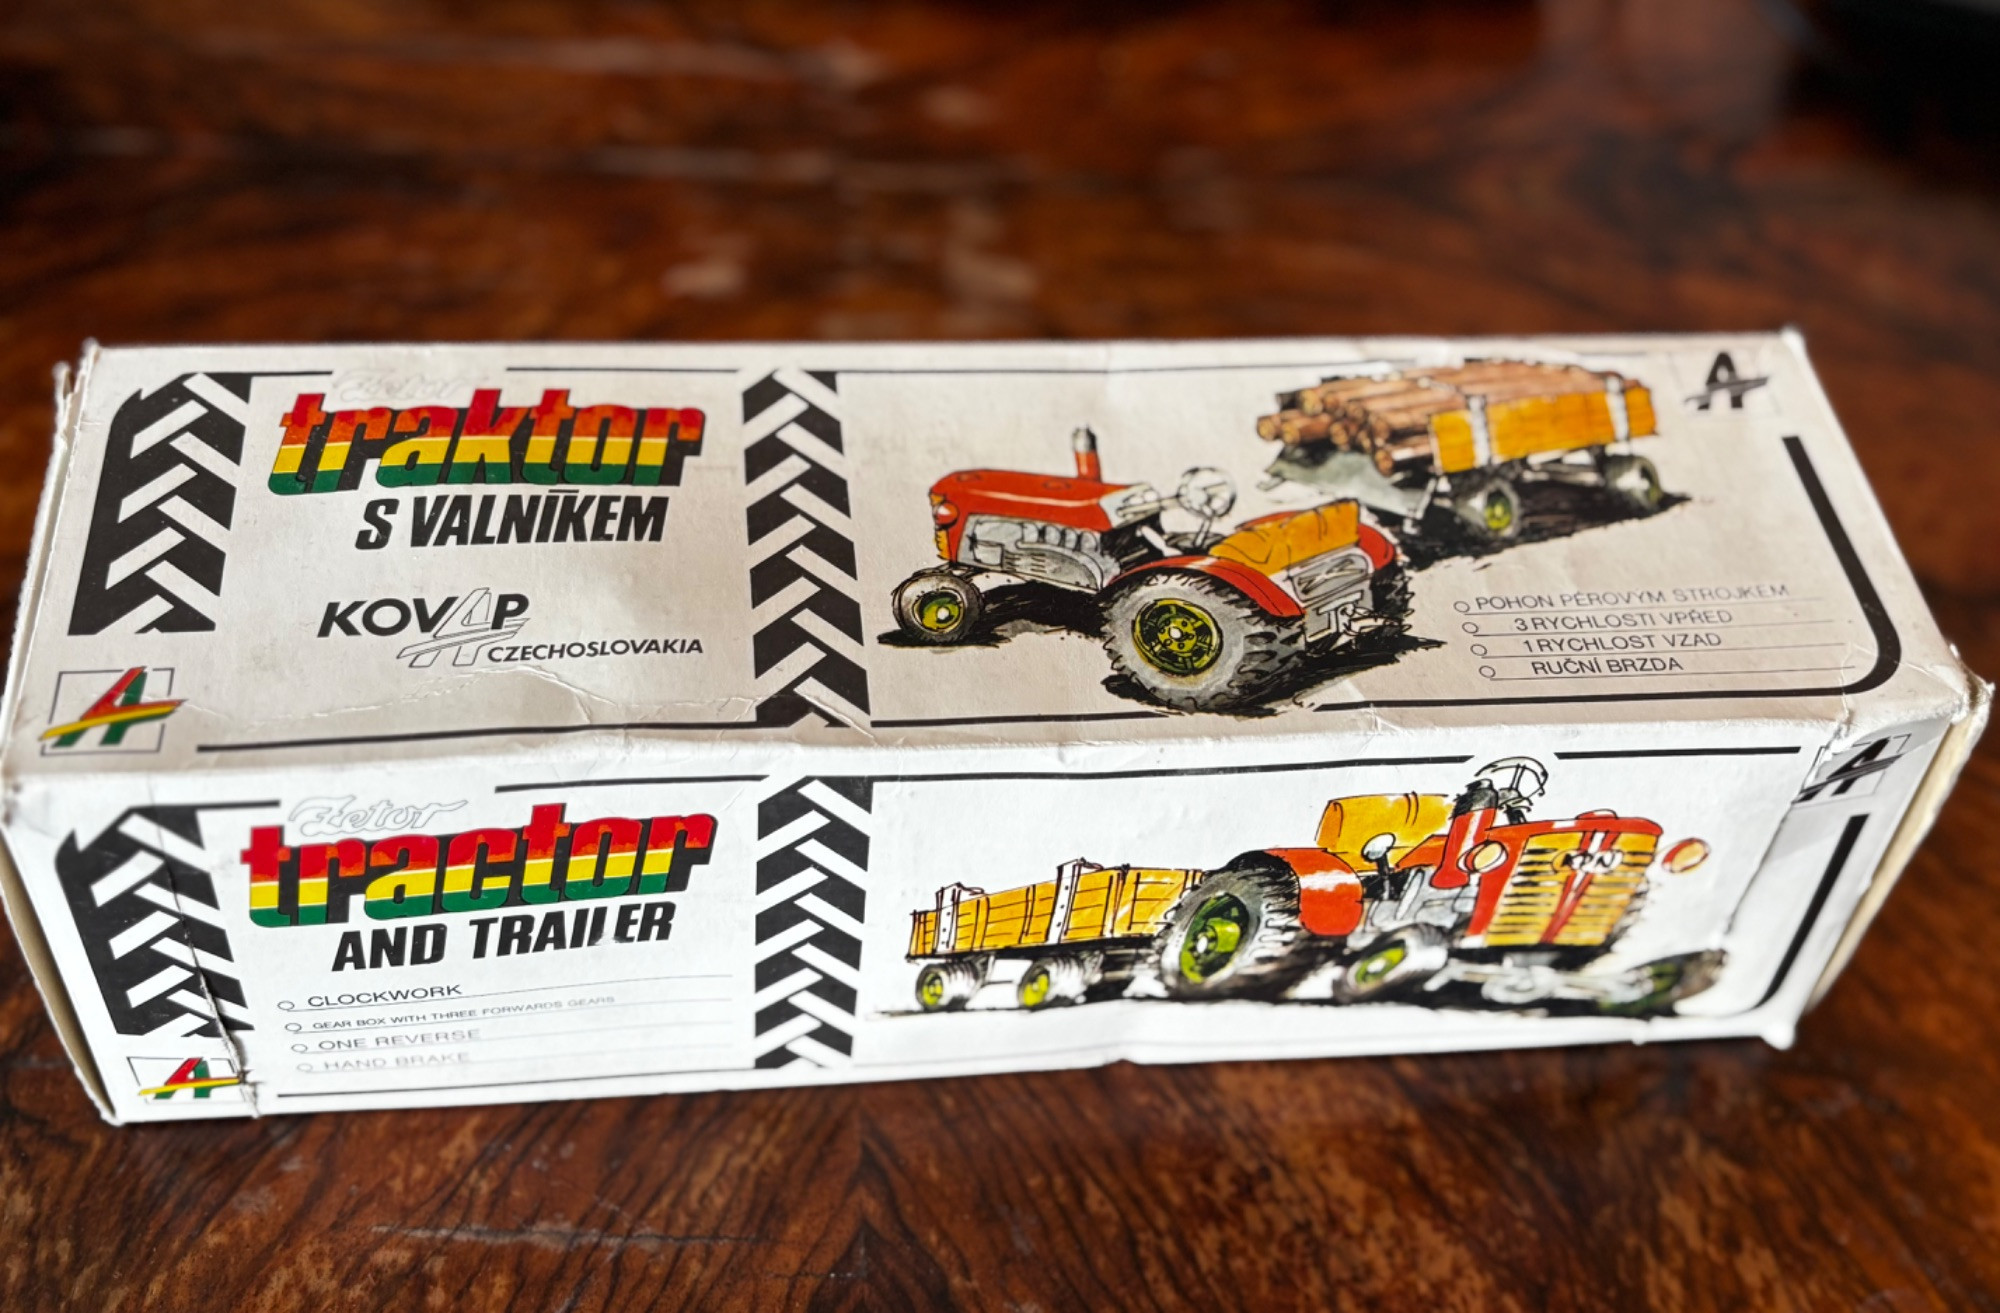 Zetor
traktor
S VALNÍKEM
KOVAP
CZECHOSLOVAKIA
POHON PÉROVÝM STROJKEM
3 RYCHLOSTI VPŘED
1 RYCHLOST VZAD
RUČNÍ BRZDA
Zetor
tractor
AND TRAILER
CLOCKWORK
GEAR BOX WITH THREE FORWARDS GEARS
ONE REVERSE
HAND BRAKE